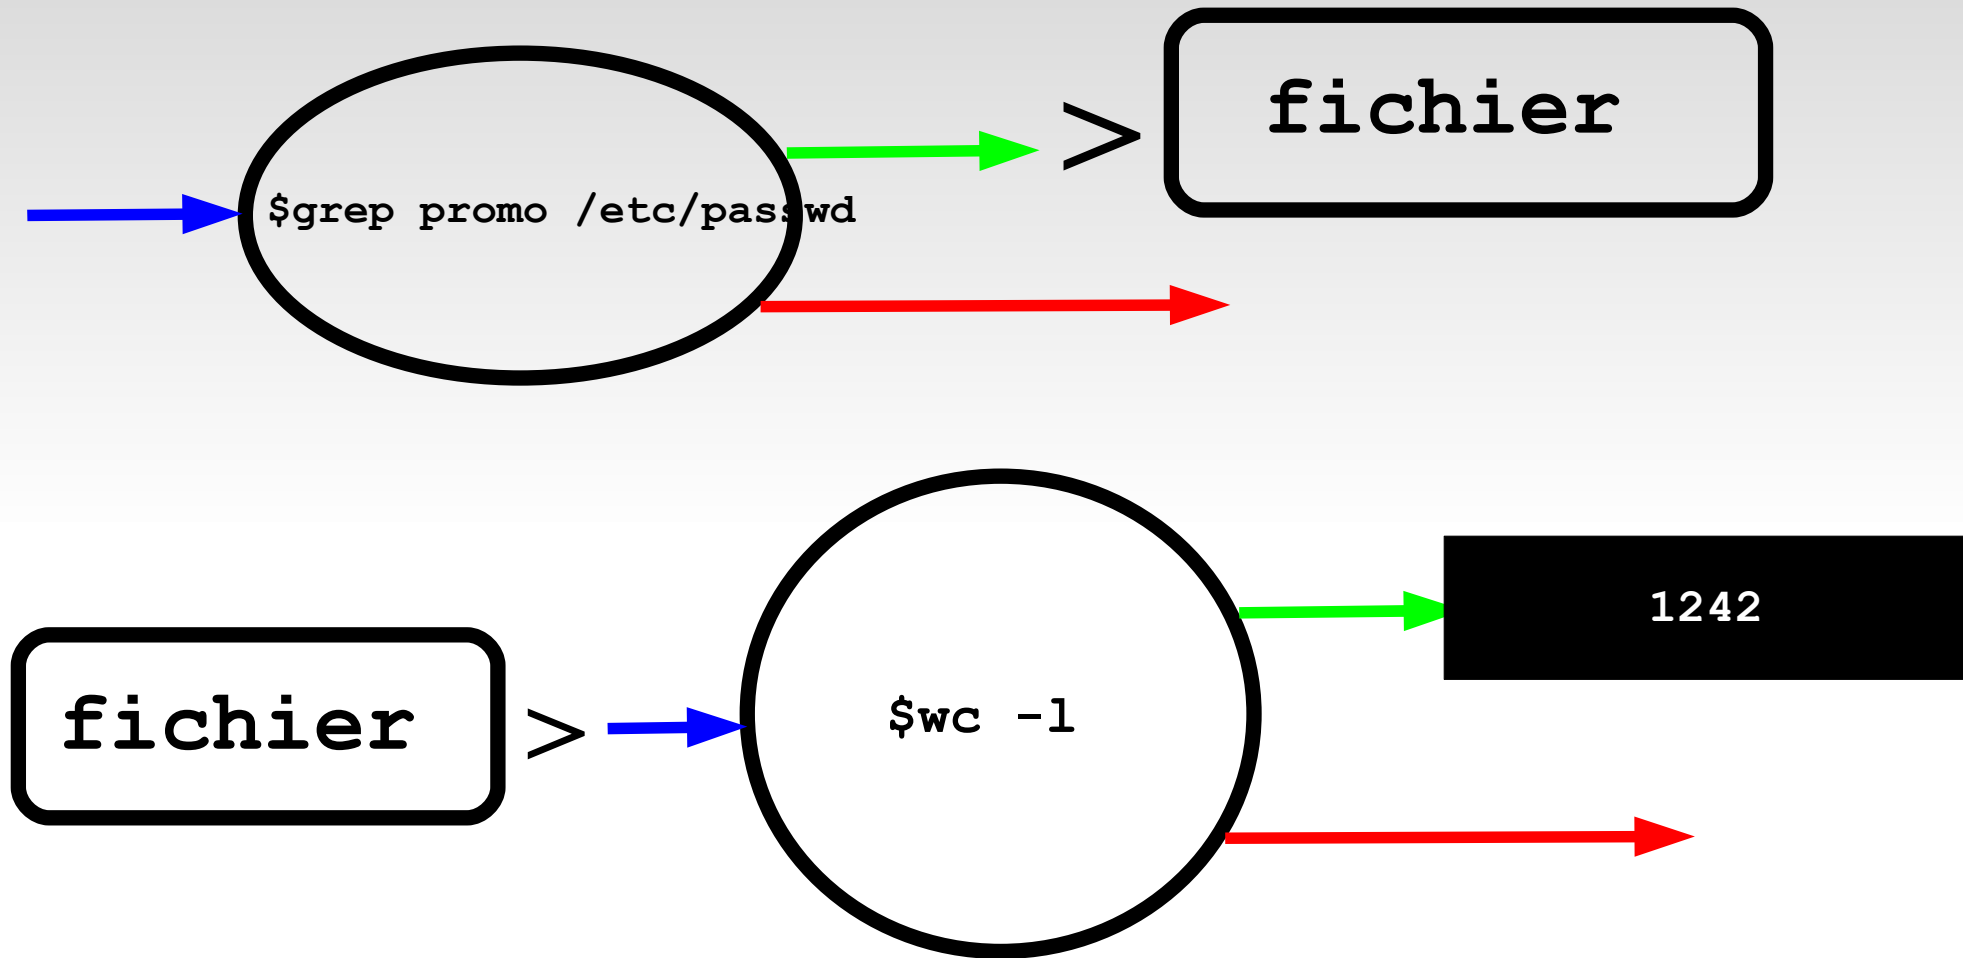 $grep promo /etc/passwd
>
fichier
fichier
>
$wc -l
1242